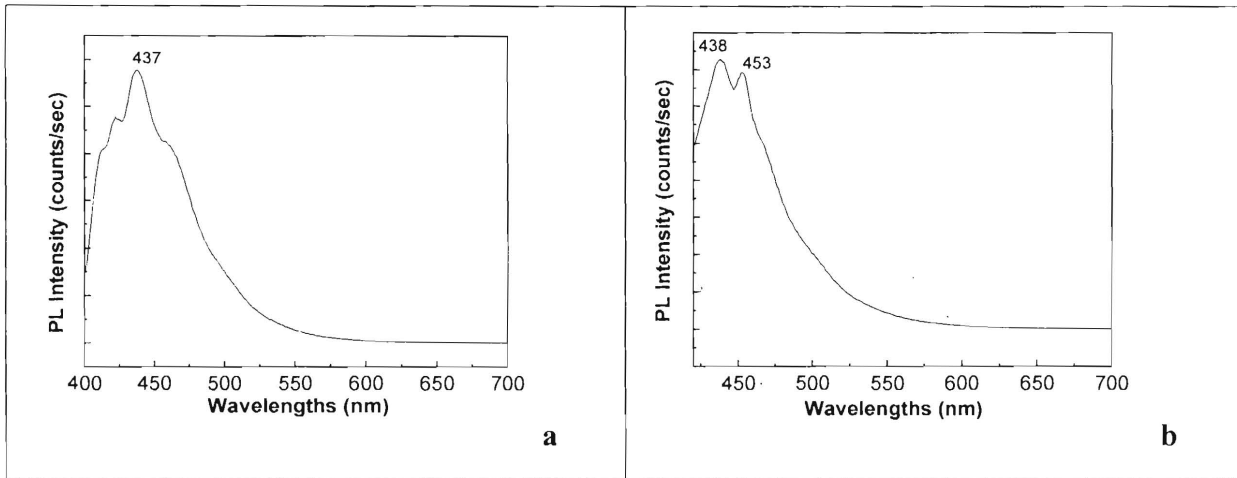 437
PL Intensity (counts/sec)
400 450 500 550 600 650 700
Wavelengths (nm)
a
438
453
PL Intensity (counts/sec)
450 500 550 600 650 700
Wavelengths (nm)
b